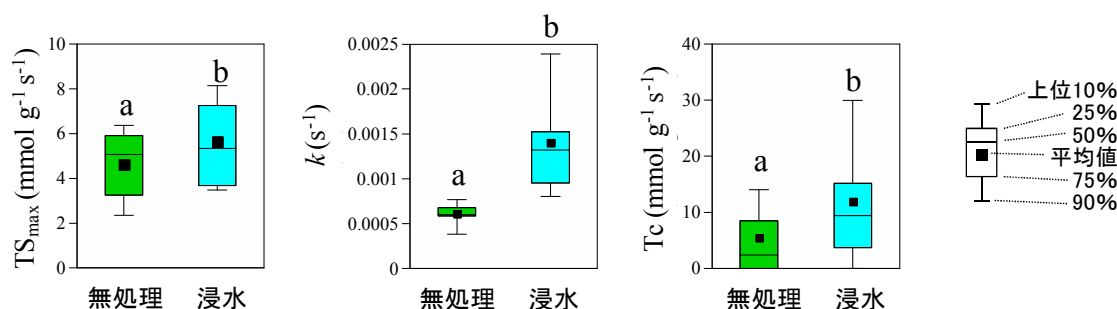 TSmax (mmol g-1 s-1)
10
8
6
4
2
0
a
b
無処理
浸水
k (s-1)
0.0025
0.002
0.0015
0.001
0.0005
0
a
b
無処理
浸水
Tc (mmol g-1 s-1)
40
30
20
10
0
a
b
無処理
浸水
上位10%
25%
50%
平均値
75%
90%